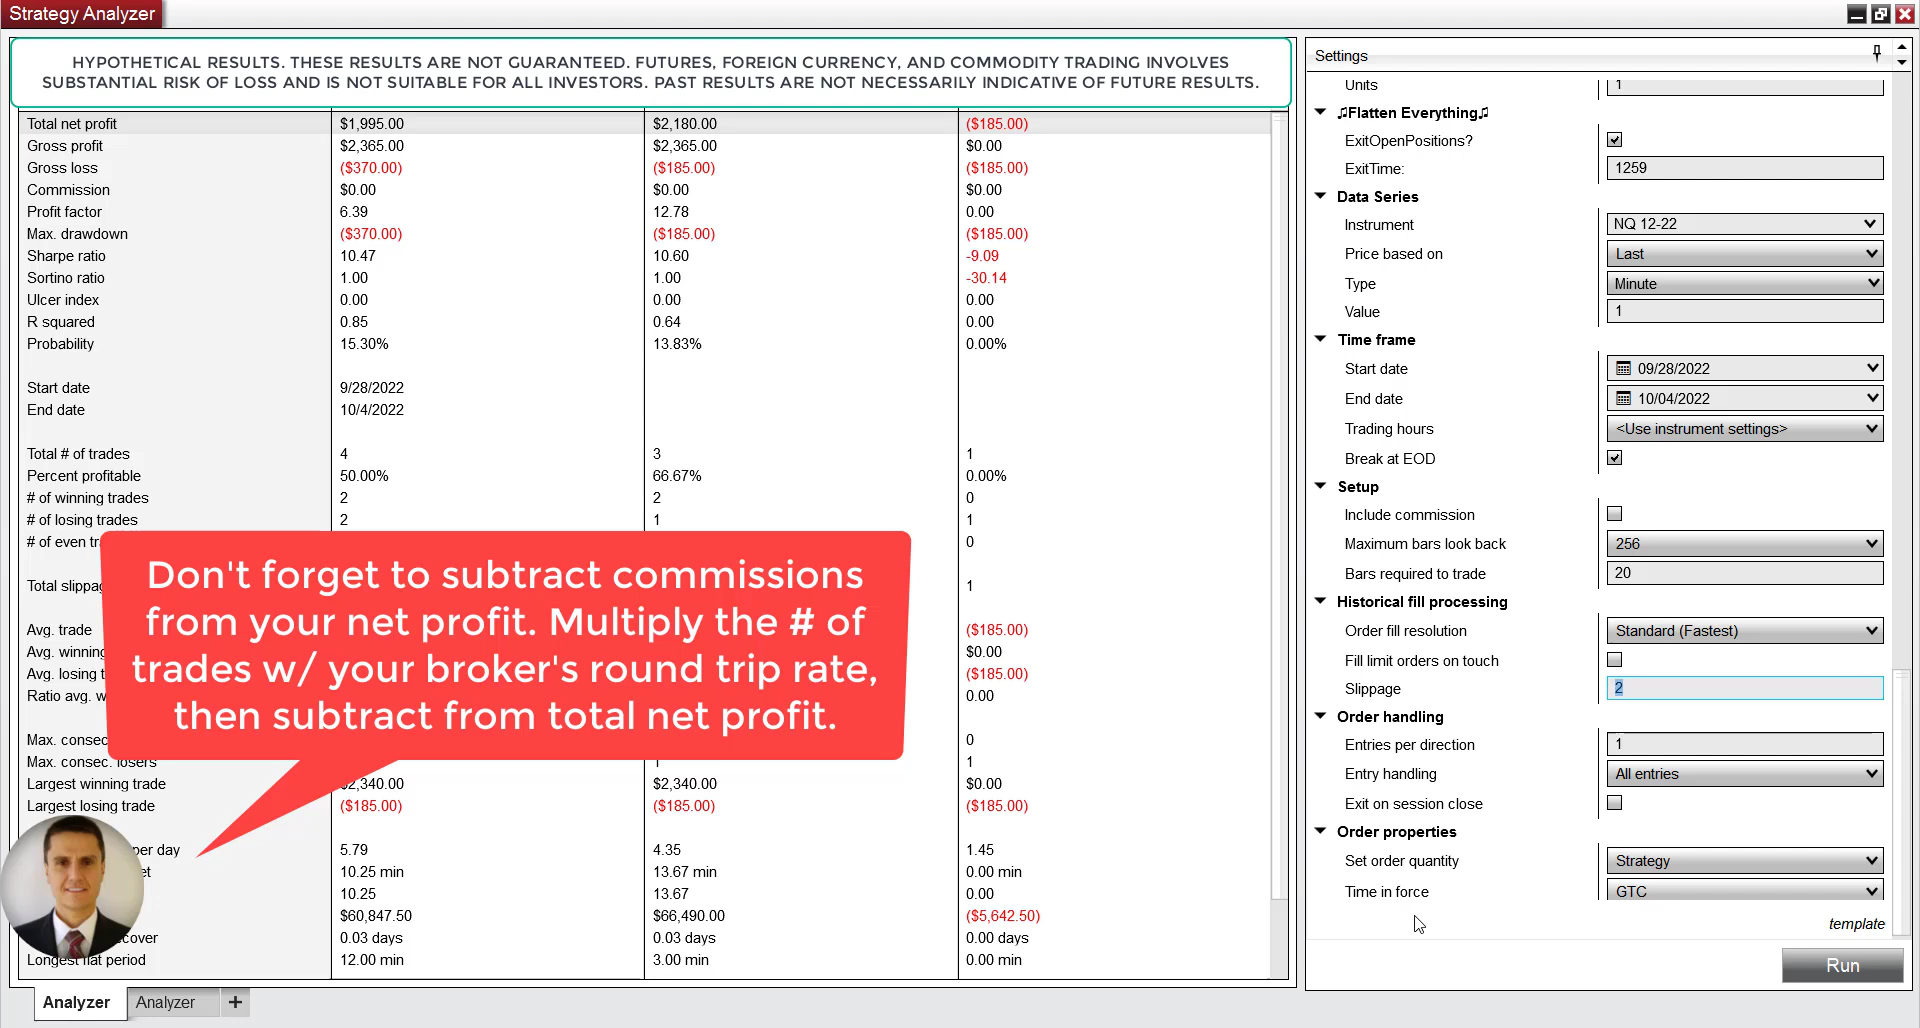 Strategy Analyzer
HYPOTHETICAL RESULTS. THESE RESULTS ARE NOT GUARANTEED. FUTURES, FOREIGN CURRENCY, AND COMMODITY TRADING INVOLVES
SUBSTANTIAL RISK OF LOSS AND IS NOT SUITABLE FOR ALL INVESTORS. PAST RESULTS ARE NOT NECESSARILY INDICATIVE OF FUTURE RESULTS.
Total net profit $1,995.00 $2,180.00 ($185.00)
Gross profit $2,365.00 $2,365.00 $0.00
Gross loss ($370.00) ($185.00) ($185.00)
Commission $0.00 $0.00 $0.00
Profit factor 6.39 12.78 0.00
Max. drawdown ($370.00) ($185.00) ($185.00)
Sharpe ratio 10.47 10.60 -9.09
Sortino ratio 1.00 1.00 -30.14
Ulcer index 0.00 0.00 0.00
R squared 0.85 0.64 0.00
Probability 15.30% 13.83% 0.00%
Start date 9/28/2022
End date 10/4/2022
Total # of trades 4 3 1
Percent profitable 50.00% 66.67% 0.00%
# of winning trades 2 2 0
# of losing trades 2 1 1
# of even 0
Total 1
Avg. trade ($185.00)
Avg. $0.00
Avg. losing ($185.00)
Ratio avg. 0.00
Max. 0
Max. consec. losers 1 1
Largest winning trade $2,340.00 $2,340.00 $0.00
Largest losing trade ($185.00) ($185.00) ($185.00)
per day 5.79 4.35 1.45
10.25 min 13.67 min 0.00 min
10.25 13.67 0.00
$60,847.50 $66,490.00 ($5,642.50)
0.03 days 0.03 days 0.00 days
Longest flat period 12.00 min 3.00 min 0.00 min
Don't forget to subtract commissions
from your net profit. Multiply the # of
trades w/ your broker's round trip rate,
then subtract from total net profit.
Analyzer Analyzer +
Settings
Units 1
♫Flatten Everything♫
ExitOpenPositions?
ExitTime: 1259
Data Series
Instrument NQ 12-22
Price based on Last
Type Minute
Value 1
Time frame
Start date 09/28/2022
End date 10/04/2022
Trading hours <Use instrument settings>
Break at EOD
Setup
Include commission
Maximum bars look back 256
Bars required to trade 20
Historical fill processing
Order fill resolution Standard (Fastest)
Fill limit orders on touch
Slippage 2
Order handling
Entries per direction 1
Entry handling All entries
Exit on session close
Order properties
Set order quantity Strategy
Time in force GTC
template
Run